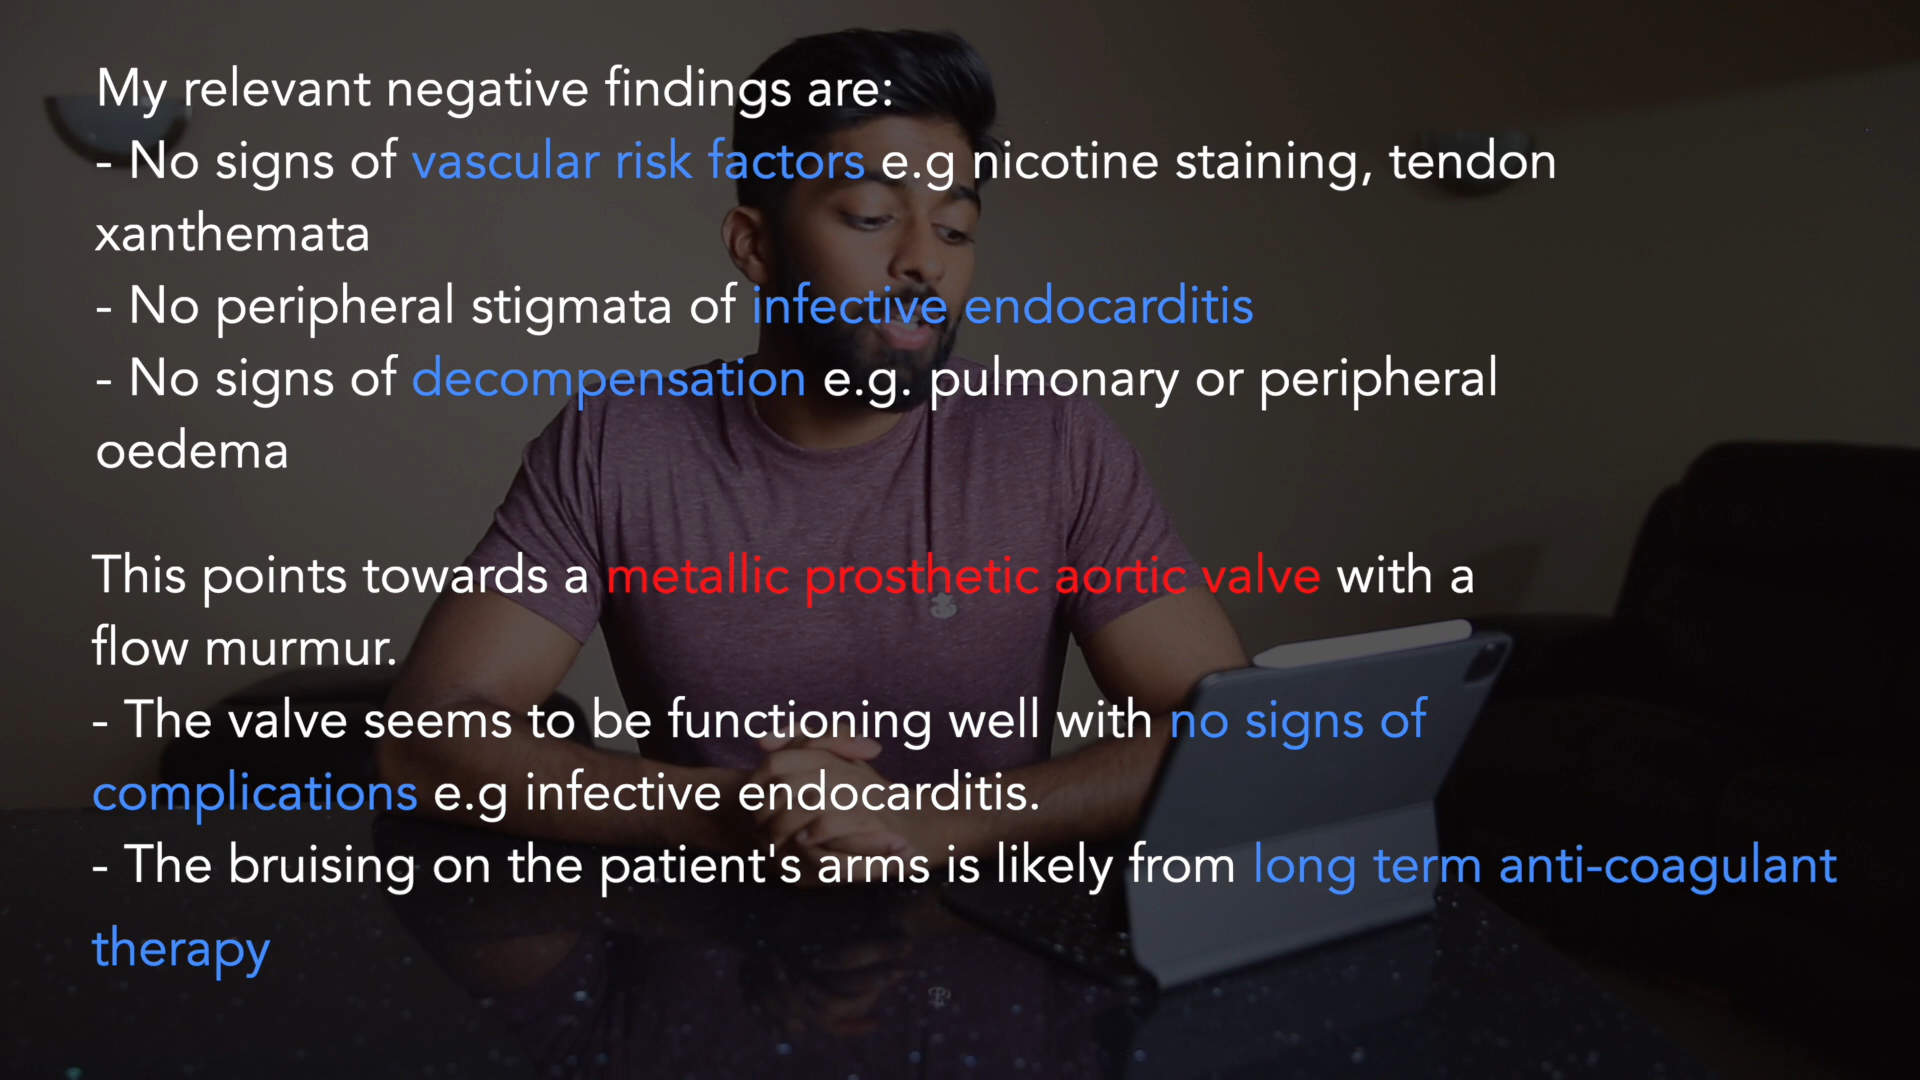 My relevant negative findings are:
- No signs of vascular risk factors e.g nicotine staining, tendon
xanthemata
- No peripheral stigmata of infective endocarditis
- No signs of decompensation e.g. pulmonary or peripheral
oedema
This points towards a metallic prosthetic aortic valve with a
flow murmur.
- The valve seems to be functioning well with no signs of
complications e.g infective endocarditis.
- The bruising on the patient's arms is likely from long term anti-coagulant
therapy